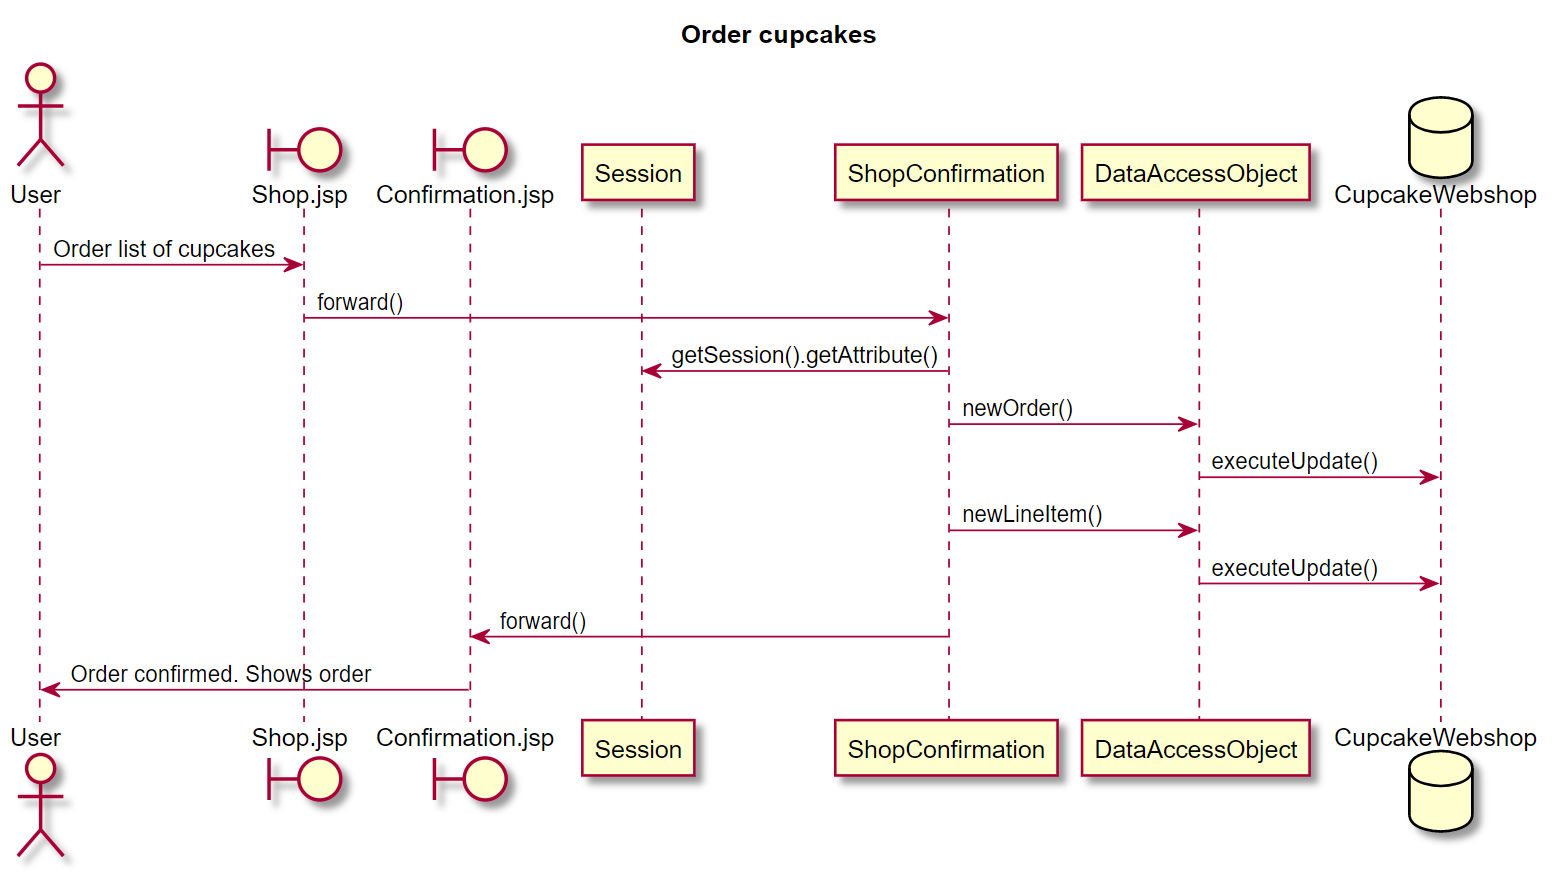 Order cupcakes
User
Shop.jsp
Confirmation.jsp
Session
ShopConfirmation
DataAccessObject
CupcakeWebshop
Order list of cupcakes
forward()
getSession().getAttribute()
newOrder()
executeUpdate()
newLineItem()
executeUpdate()
forward()
Order confirmed. Shows order
User
Shop.jsp
Confirmation.jsp
Session
ShopConfirmation
DataAccessObject
CupcakeWebshop